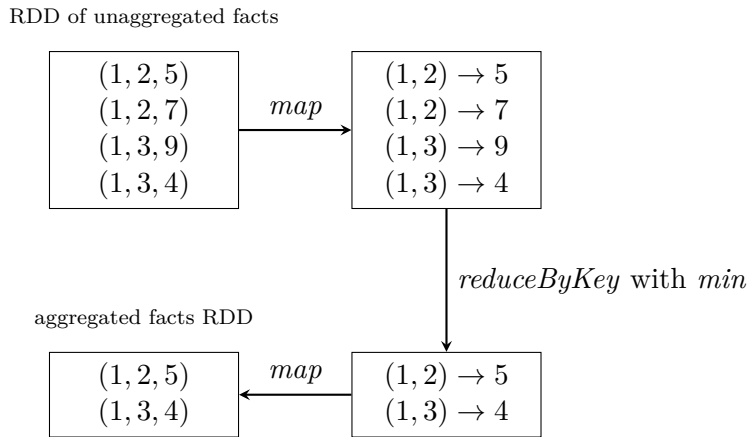 RDD of unaggregated facts
(1, 2, 5)
(1, 2, 7)
(1, 3, 9)
(1, 3, 4)
map
(1, 2) → 5
(1, 2) → 7
(1, 3) → 9
(1, 3) → 4
reduceByKey with min
aggregated facts RDD
(1, 2, 5)
(1, 3, 4)
map
(1, 2) → 5
(1, 3) → 4